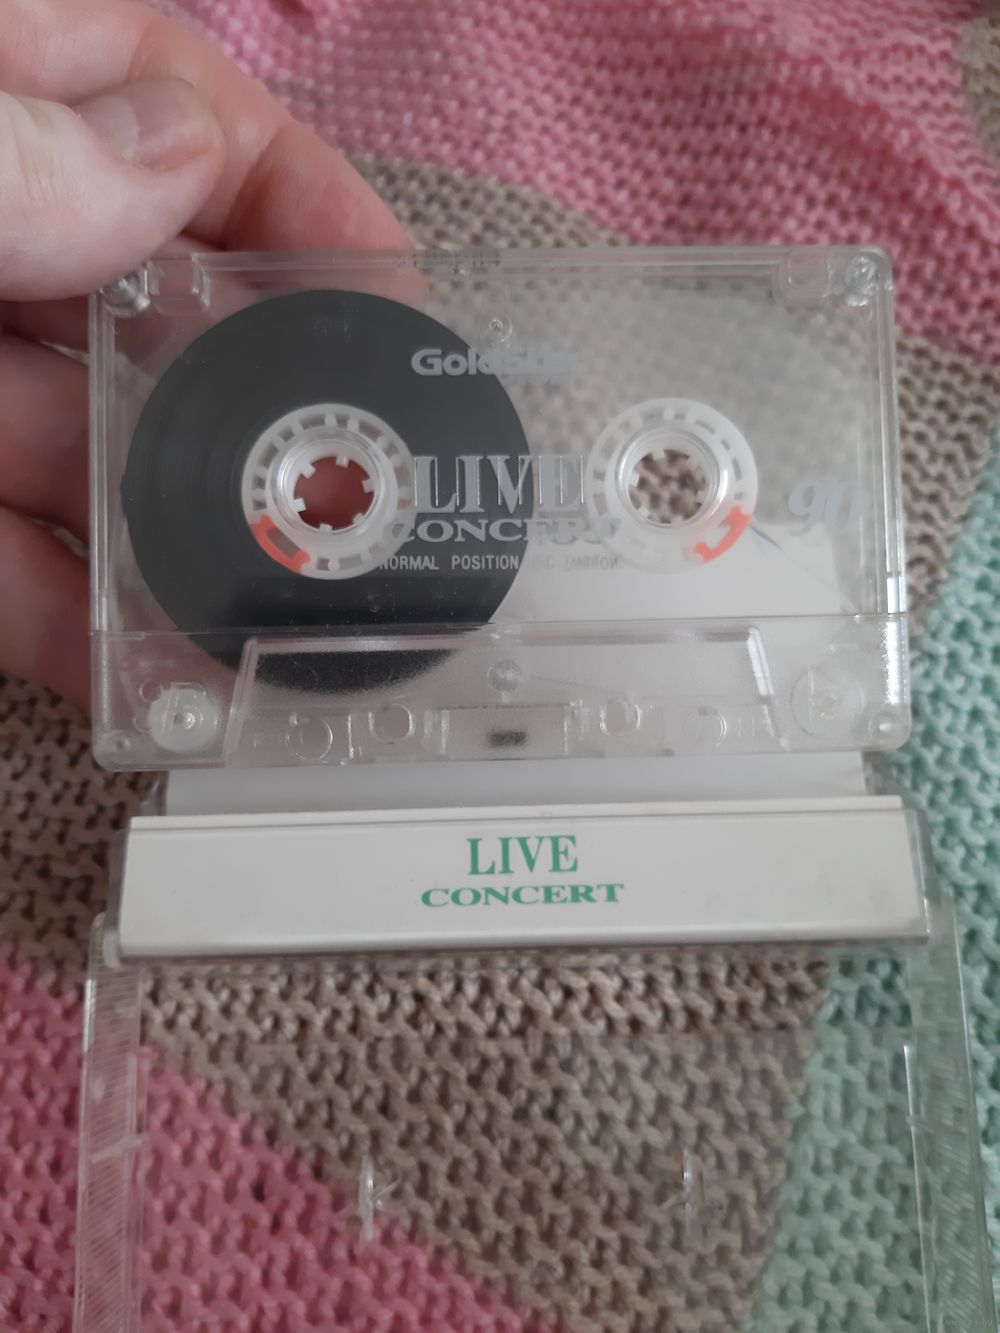 GoldStar
LIVE
CONCERT
90
NORMAL POSITION
LIVE
CONCERT